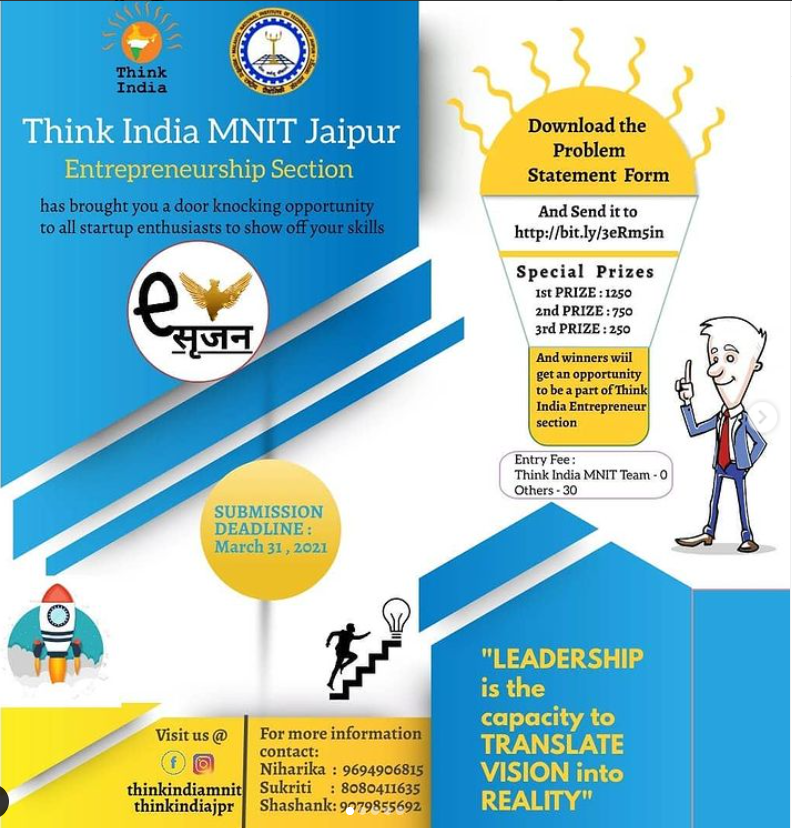 Think
India
Think India MNIT Jaipur
Entrepreneurship Section
has brought you a door knocking opportunity
to all startup enthusiasts to show off your skills
e
सृजन
SUBMISSION
DEADLINE :
March 31 , 2021
Visit us @
thinkindiamnit
thinkindiajpr
For more information
contact:
Niharika : 9694906815
Sukriti : 8080411635
Shashank: 9079855692
Download the
Problem
Statement Form
And Send it to
http://bit.ly/3eRm5in
Special Prizes
1st PRIZE : 1250
2nd PRIZE : 750
3rd PRIZE : 250
And winners wiil
get an opportunity
to be a part of Think
India Entrepreneur
section
Entry Fee :
Think India MNIT Team - 0
Others - 30
"LEADERSHIP
is the
capacity to
TRANSLATE
VISION into
REALITY"